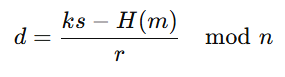 d = \frac{ks - H(m)}{r} \mod n